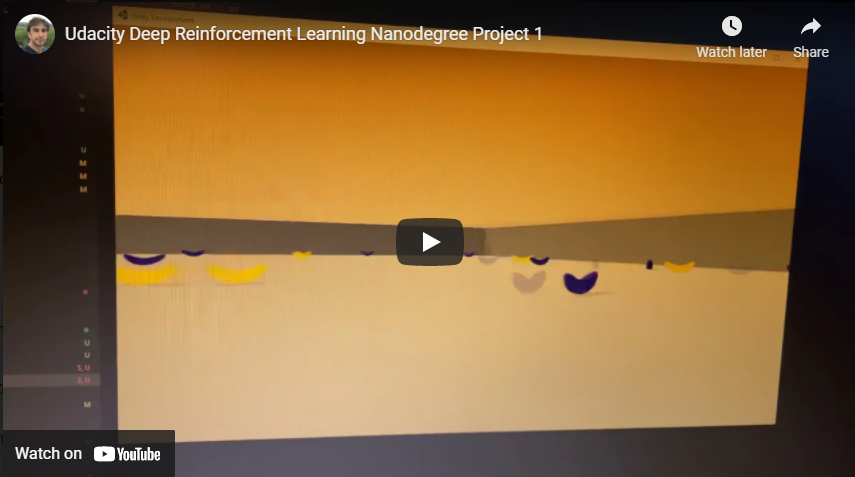 Unity Environment
Udacity Deep Reinforcement Learning Nanodegree Project 1
Watch later
Share
U
M
M
M
U
U
M
Watch on YouTube